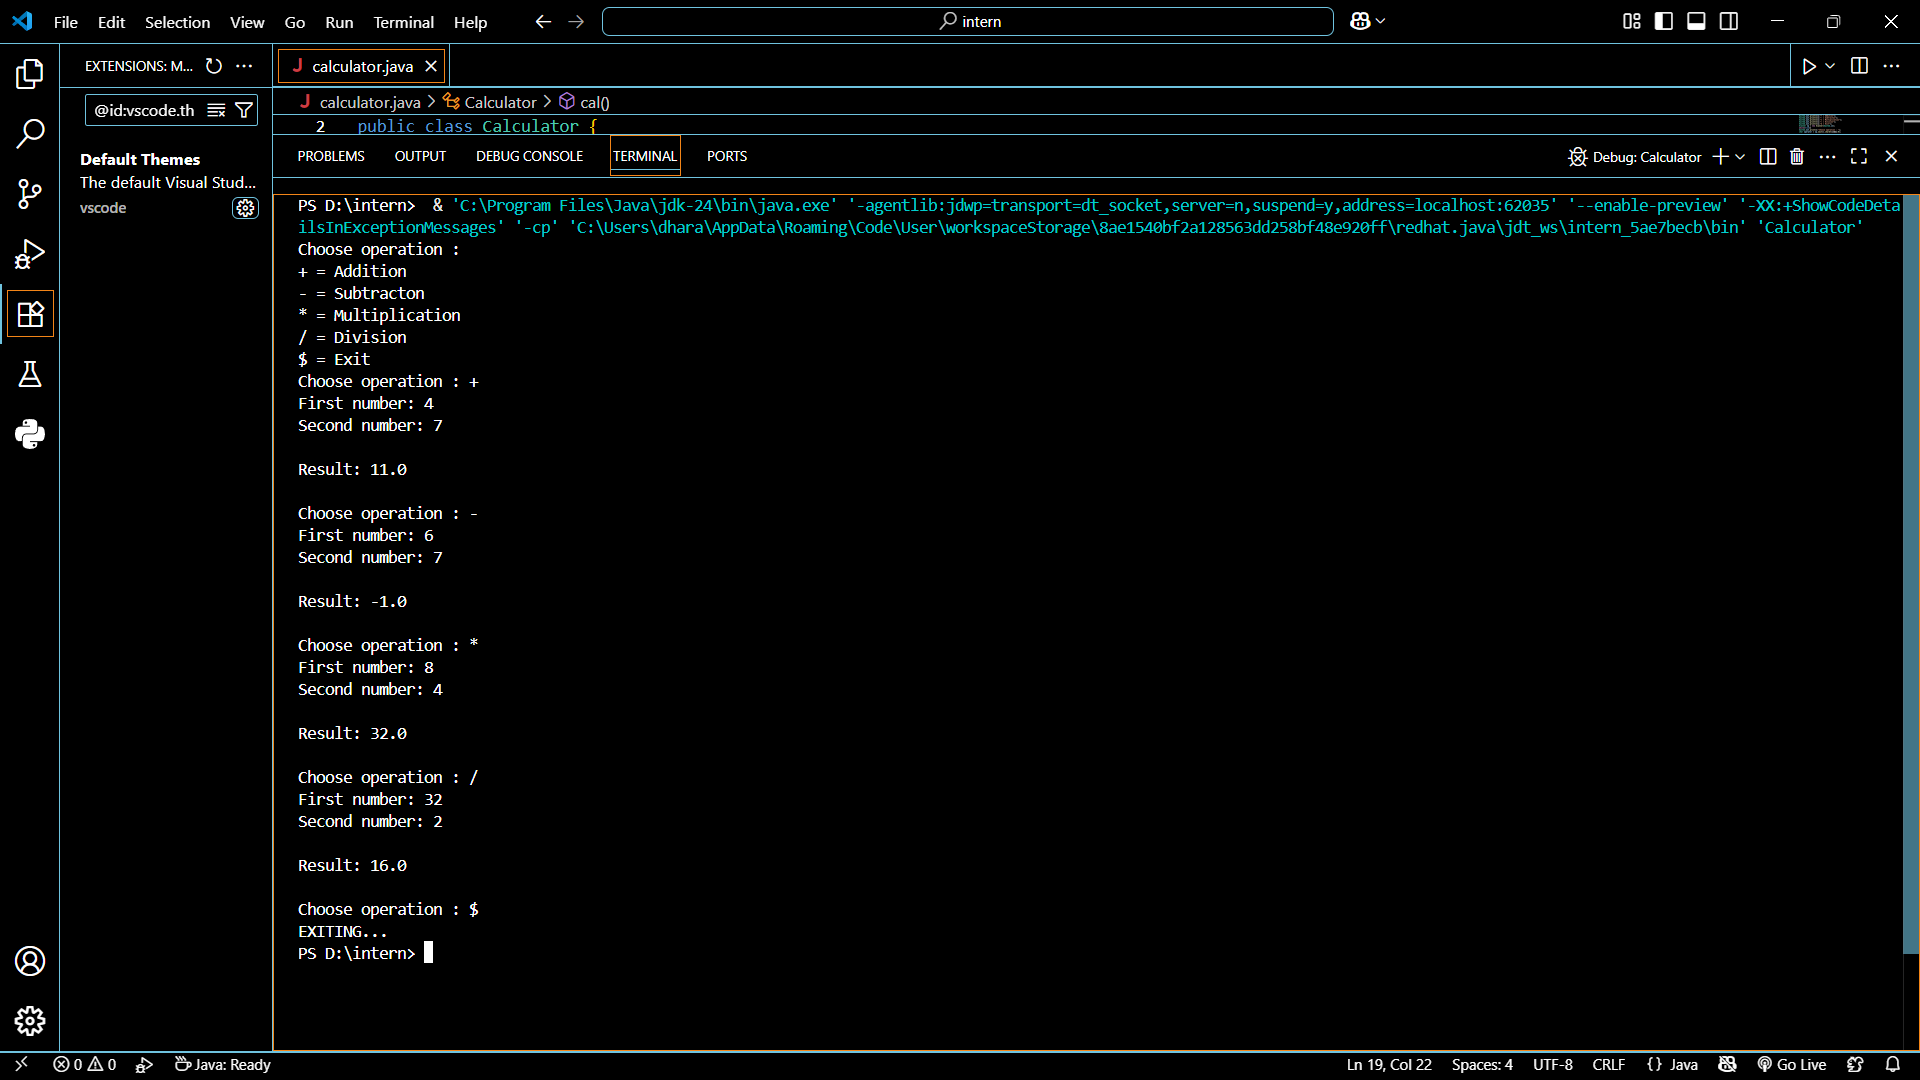 File Edit Selection View Go Run Terminal Help
intern
EXTENSIONS: M...
calculator.java
@id:vscode.th
calculator.java > Calculator > cal()
2 public class Calculator {
Default Themes
The default Visual Stud...
vscode
PROBLEMS OUTPUT DEBUG CONSOLE TERMINAL PORTS
Debug: Calculator
PS D:\intern>  & 'C:\Program Files\Java\jdk-24\bin\java.exe' '-agentlib:jdwp=transport=dt_socket,server=n,suspend=y,address=localhost:62035' '--enable-preview' '-XX:+ShowCodeDeta
ilsInExceptionMessages' '-cp' 'C:\Users\dhara\AppData\Roaming\Code\User\workspaceStorage\8ae1540bf2a128563dd258bf48e920ff\redhat.java\jdt_ws\intern_5ae7becb\bin' 'Calculator'
Choose operation :
+ = Addition
- = Subtracton
* = Multiplication
/ = Division
$ = Exit
Choose operation : +
First number: 4
Second number: 7
Result: 11.0
Choose operation : -
First number: 6
Second number: 7
Result: -1.0
Choose operation : *
First number: 8
Second number: 4
Result: 32.0
Choose operation : /
First number: 32
Second number: 2
Result: 16.0
Choose operation : $
EXITING...
PS D:\intern>
0 0 Java: Ready Ln 19, Col 22 Spaces: 4 UTF-8 CRLF {} Java Go Live